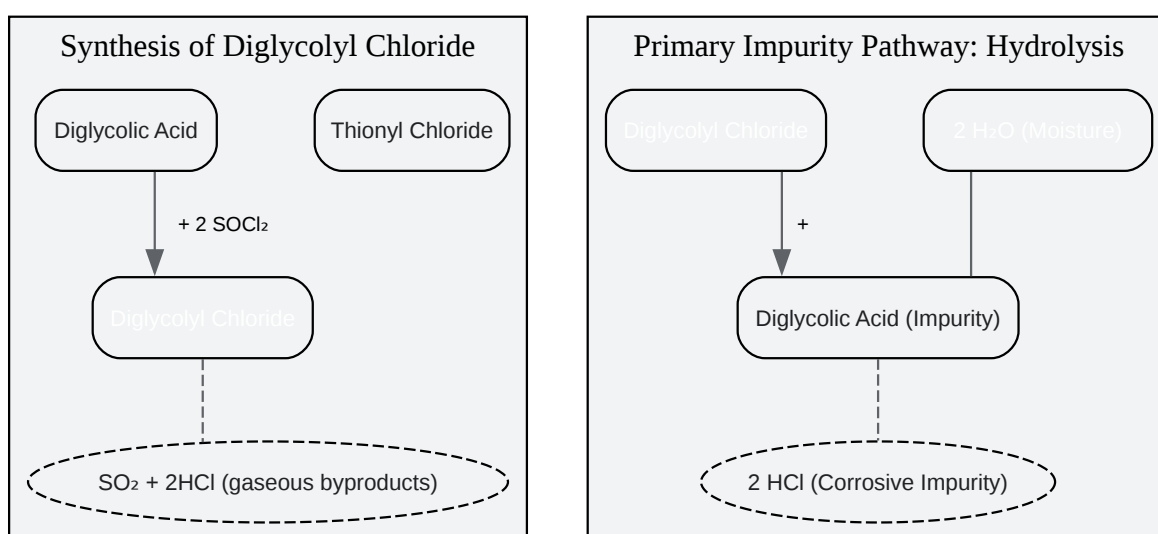 Synthesis of Diglycolyl Chloride
Diglycolic Acid
Thionyl Chloride
+ 2 SOCl₂
Diglycolyl Chloride
SO₂ + 2HCl (gaseous byproducts)
Primary Impurity Pathway: Hydrolysis
Diglycolyl Chloride
2 H₂O (Moisture)
+
Diglycolic Acid (Impurity)
2 HCl (Corrosive Impurity)